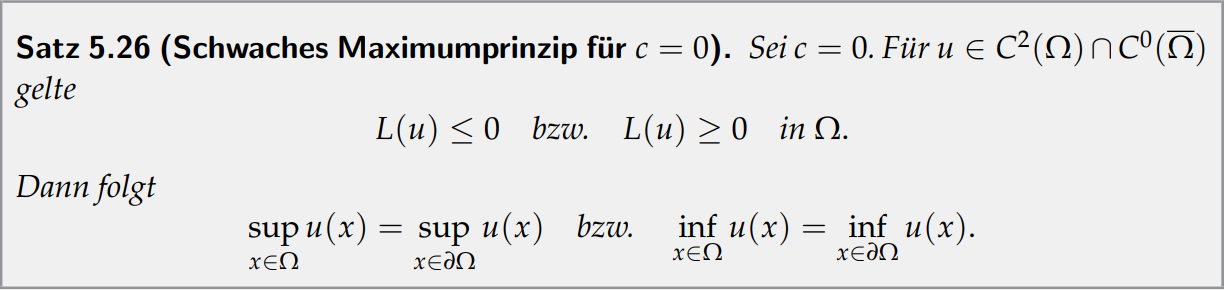 Satz 5.26 (Schwaches Maximumprinzip für c = 0). Sei c = 0. Für u ∈ C²(Ω) ∩ C⁰(Ω̅)
gelte
L(u) ≤ 0 bzw. L(u) ≥ 0 in Ω.
Dann folgt
sup u(x) = sup u(x) bzw. inf u(x) = inf u(x).
x∈Ω x∈∂Ω x∈Ω x∈∂Ω